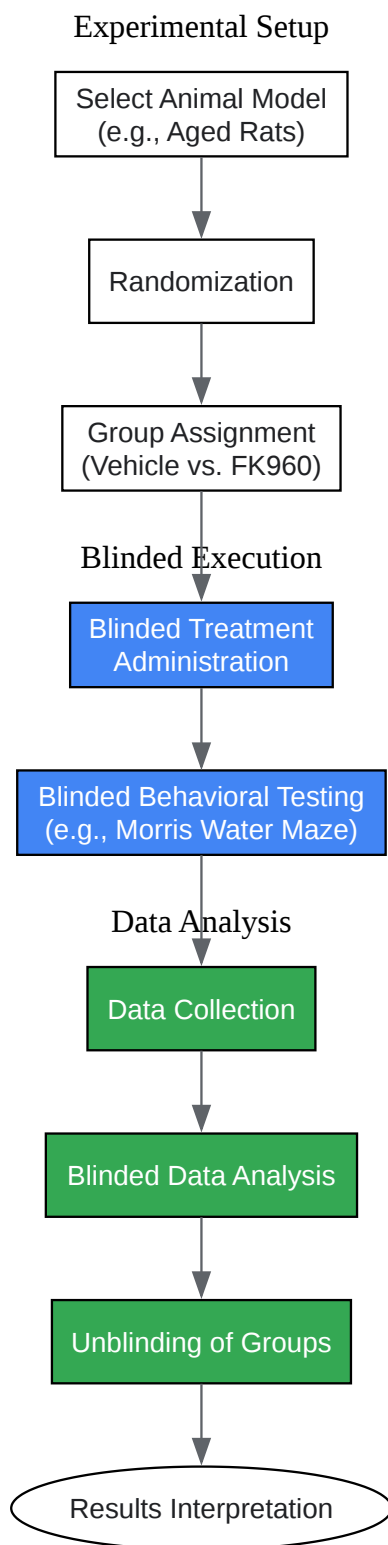 Experimental Setup
Select Animal Model
(e.g., Aged Rats)
Randomization
Group Assignment
(Vehicle vs. FK960)
Blinded Execution
Blinded Treatment
Administration
Blinded Behavioral Testing
(e.g., Morris Water Maze)
Data Analysis
Data Collection
Blinded Data Analysis
Unblinding of Groups
Results Interpretation